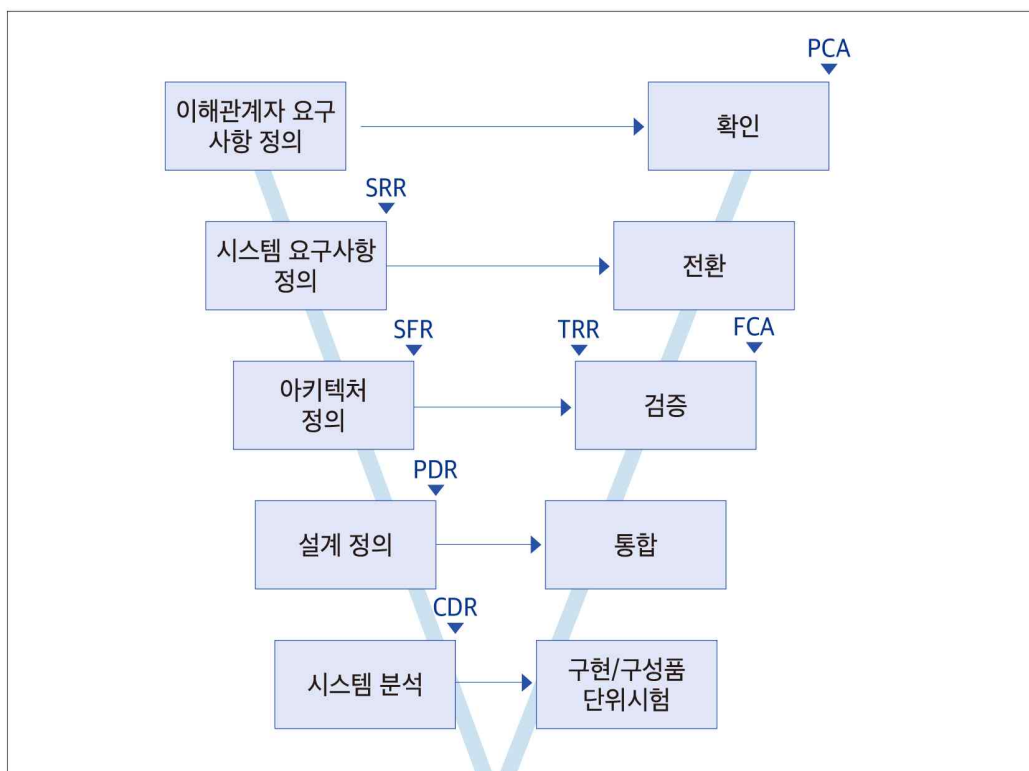 PCA
이해관계자 요구
사항 정의
확인
SRR
시스템 요구사항
정의
전환
SFR
TRR
FCA
아키텍처
정의
검증
PDR
설계 정의
통합
CDR
시스템 분석
구현/구성품
단위시험